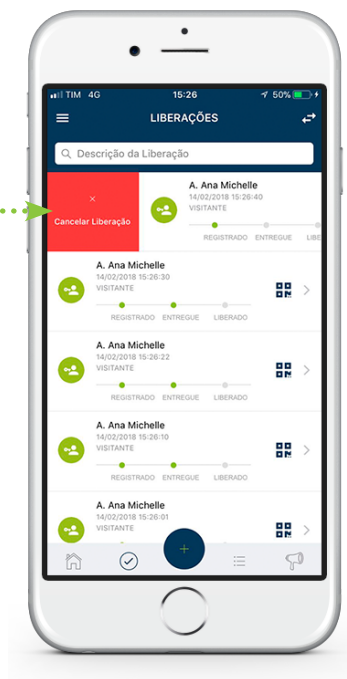 TIM 4G 15:26 50%
LIBERAÇÕES
Descrição da Liberação
Cancelar Liberação
A. Ana Michelle
14/02/2018 15:26:40
VISITANTE
REGISTRADO ENTREGUE LIBE
A. Ana Michelle
14/02/2018 15:26:30
VISITANTE
REGISTRADO ENTREGUE LIBERADO
A. Ana Michelle
14/02/2018 15:26:22
VISITANTE
REGISTRADO ENTREGUE LIBERADO
A. Ana Michelle
14/02/2018 15:26:10
VISITANTE
REGISTRADO ENTREGUE LIBERADO
A. Ana Michelle
14/02/2018 15:26:01
VISITANTE